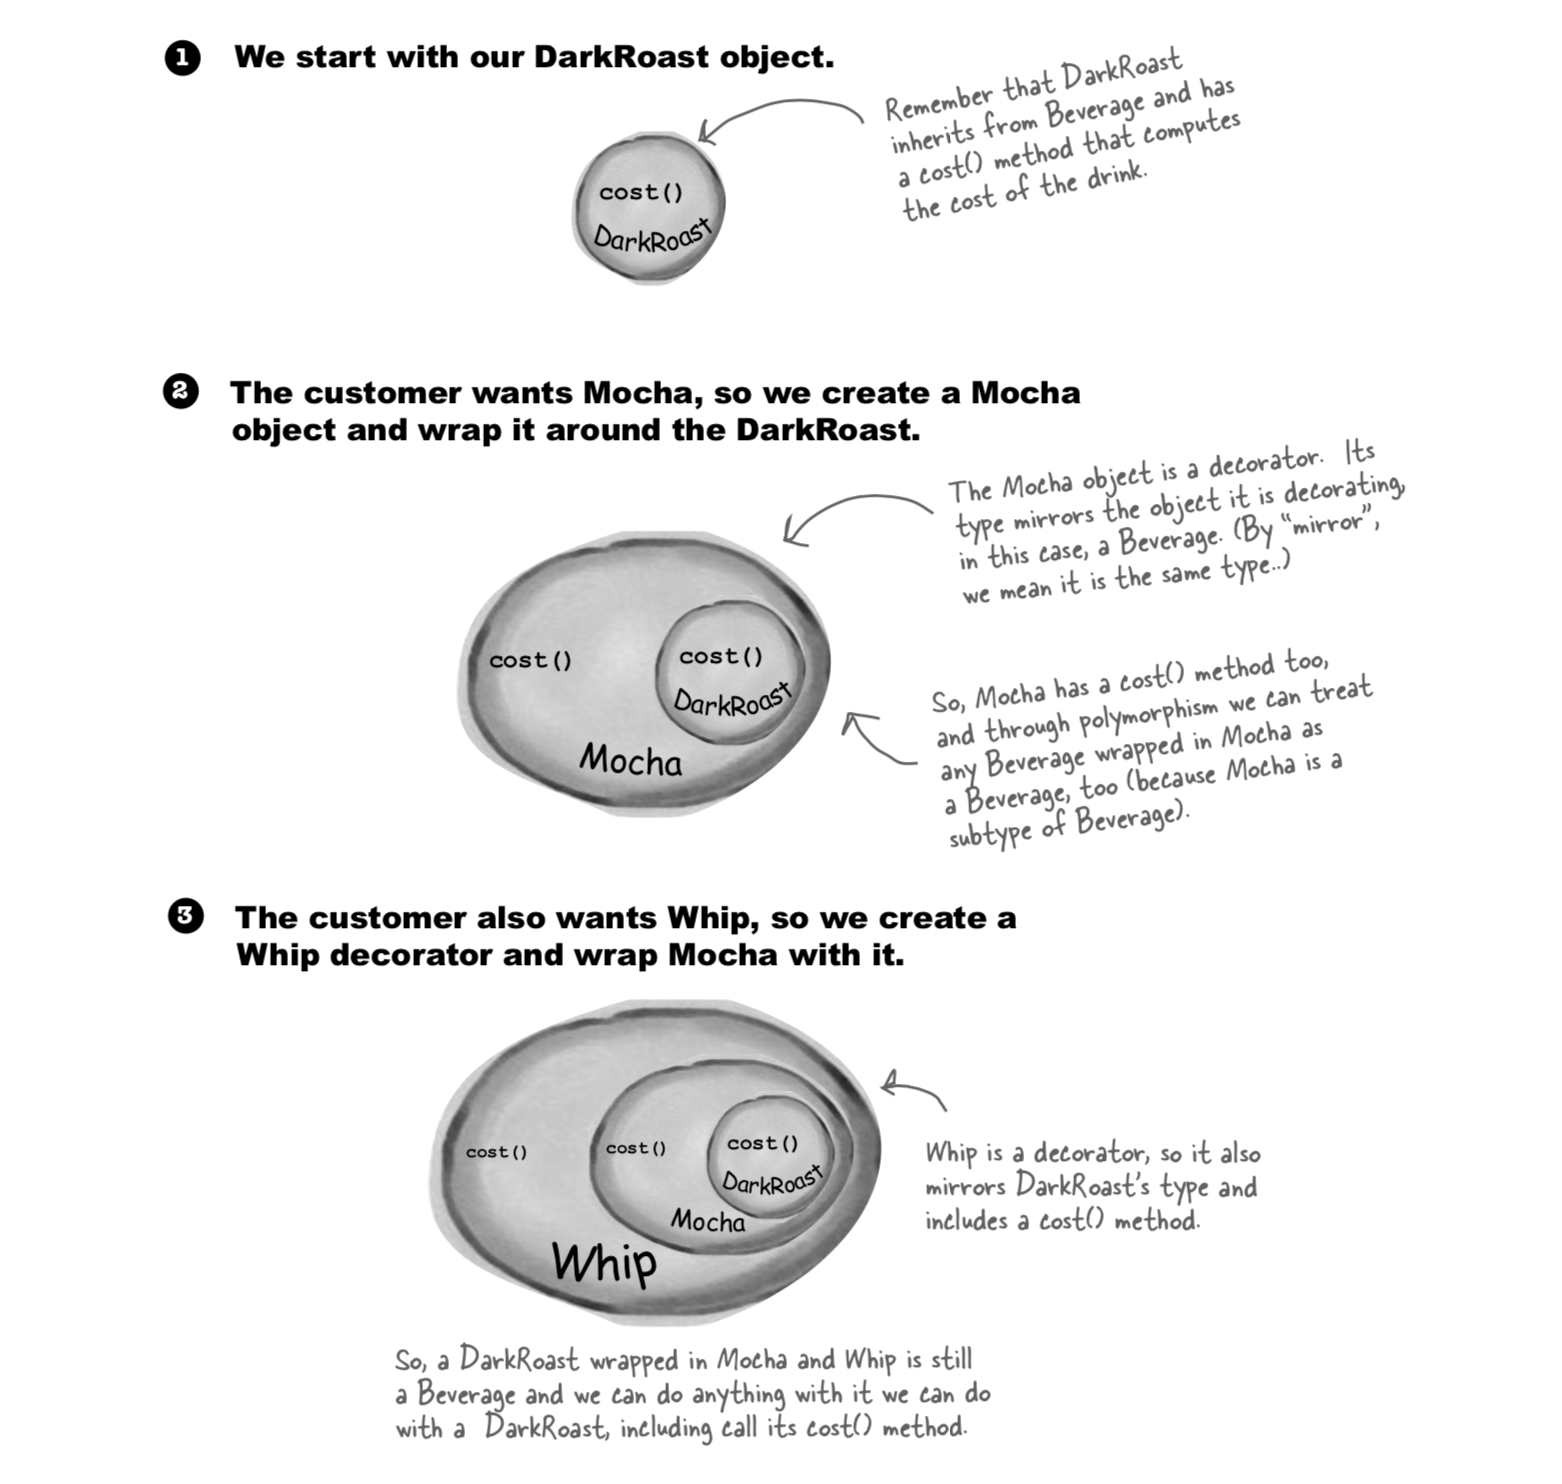 1 We start with our DarkRoast object.
Remember that DarkRoast
inherits from Beverage and has
a cost() method that computes
the cost of the drink.
cost()
DarkRoast
2 The customer wants Mocha, so we create a Mocha
object and wrap it around the DarkRoast.
The Mocha object is a decorator. Its
type mirrors the object it is decorating,
in this case, a Beverage. (By "mirror",
we mean it is the same type..)
cost()
cost()
DarkRoast
Mocha
So, Mocha has a cost() method too,
and through polymorphism we can treat
any Beverage wrapped in Mocha as
a Beverage, too (because Mocha is a
subtype of Beverage).
3 The customer also wants Whip, so we create a
Whip decorator and wrap Mocha with it.
cost()
cost()
cost()
DarkRoast
Mocha
Whip
Whip is a decorator, so it also
mirrors DarkRoast's type and
includes a cost() method.
So, a DarkRoast wrapped in Mocha and Whip is still
a Beverage and we can do anything with it we can do
with a DarkRoast, including call its cost() method.